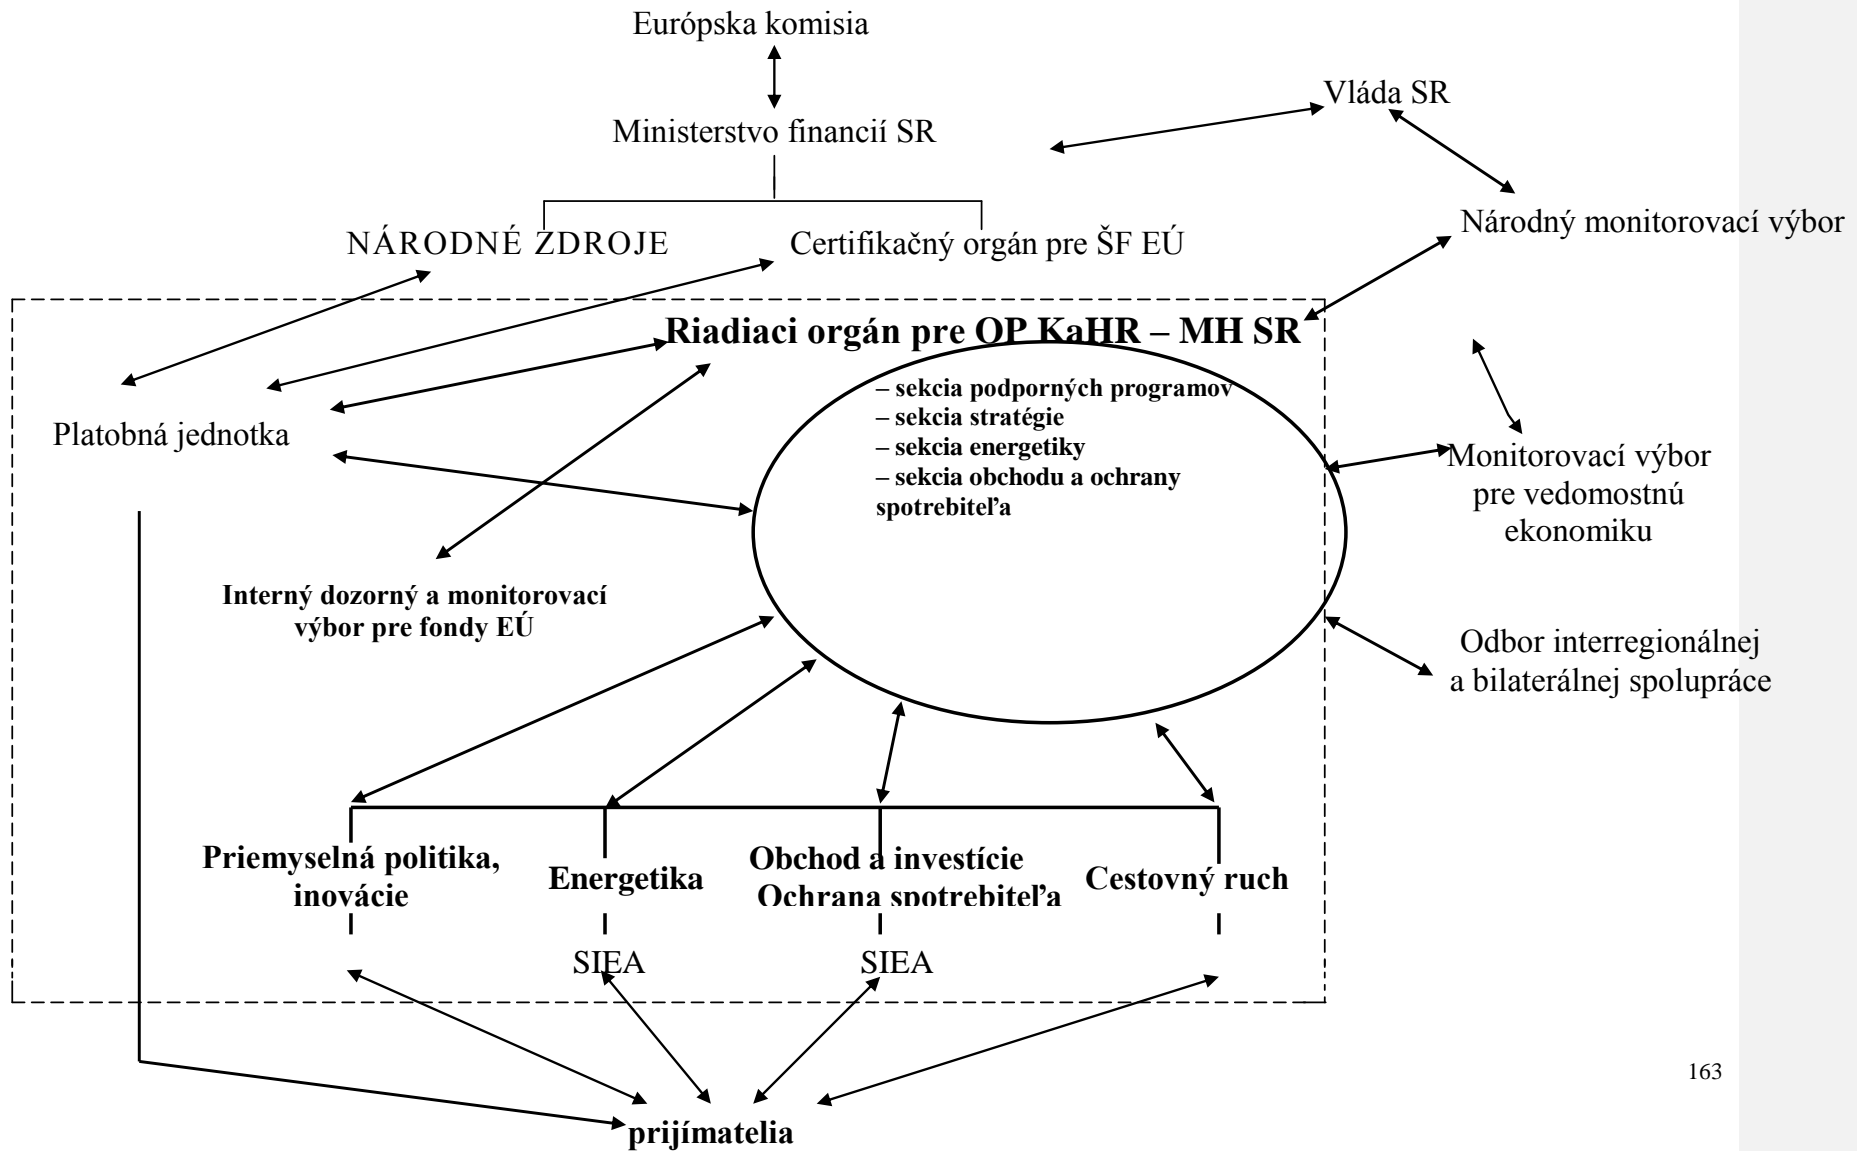 Európska komisia
Vláda SR
Ministerstvo financií SR
Národný monitorovací výbor
NÁRODNÉ ZDROJE
Certifikačný orgán pre ŠF EÚ
Riadiaci orgán pre OP KaHR – MH SR
– sekcia podporných programov
– sekcia stratégie
– sekcia energetiky
– sekcia obchodu a ochrany
spotrebiteľa
Platobná jednotka
Monitorovací výbor
pre vedomostnú
ekonomiku
Interný dozorný a monitorovací
výbor pre fondy EÚ
Odbor interregionálnej
a bilaterálnej spolupráce
Priemyselná politika,
inovácie
Energetika
Obchod a investície
Ochrana spotrebiteľa
Cestovný ruch
SIEA
SIEA
prijímatelia
163